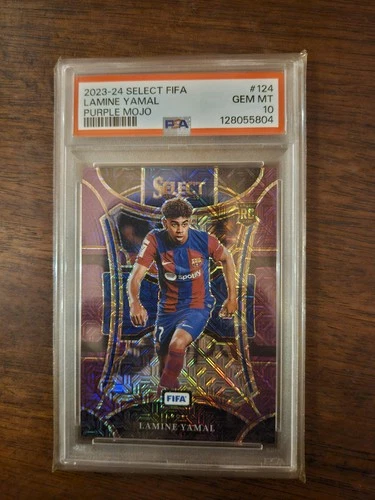 2023-24 SELECT FIFA #124
LAMINE YAMAL GEM MT
PURPLE MOJO 10
PSA 128055804
SELECT
RC
Spotify
FIFA
LAMINE YAMAL